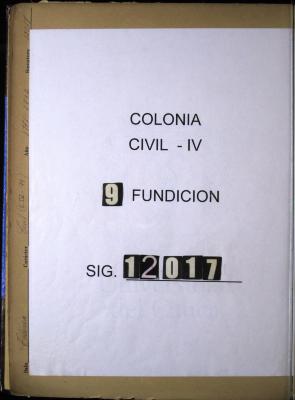 COLONIA
CIVIL - IV
9 FUNDICION
SIG. 12017